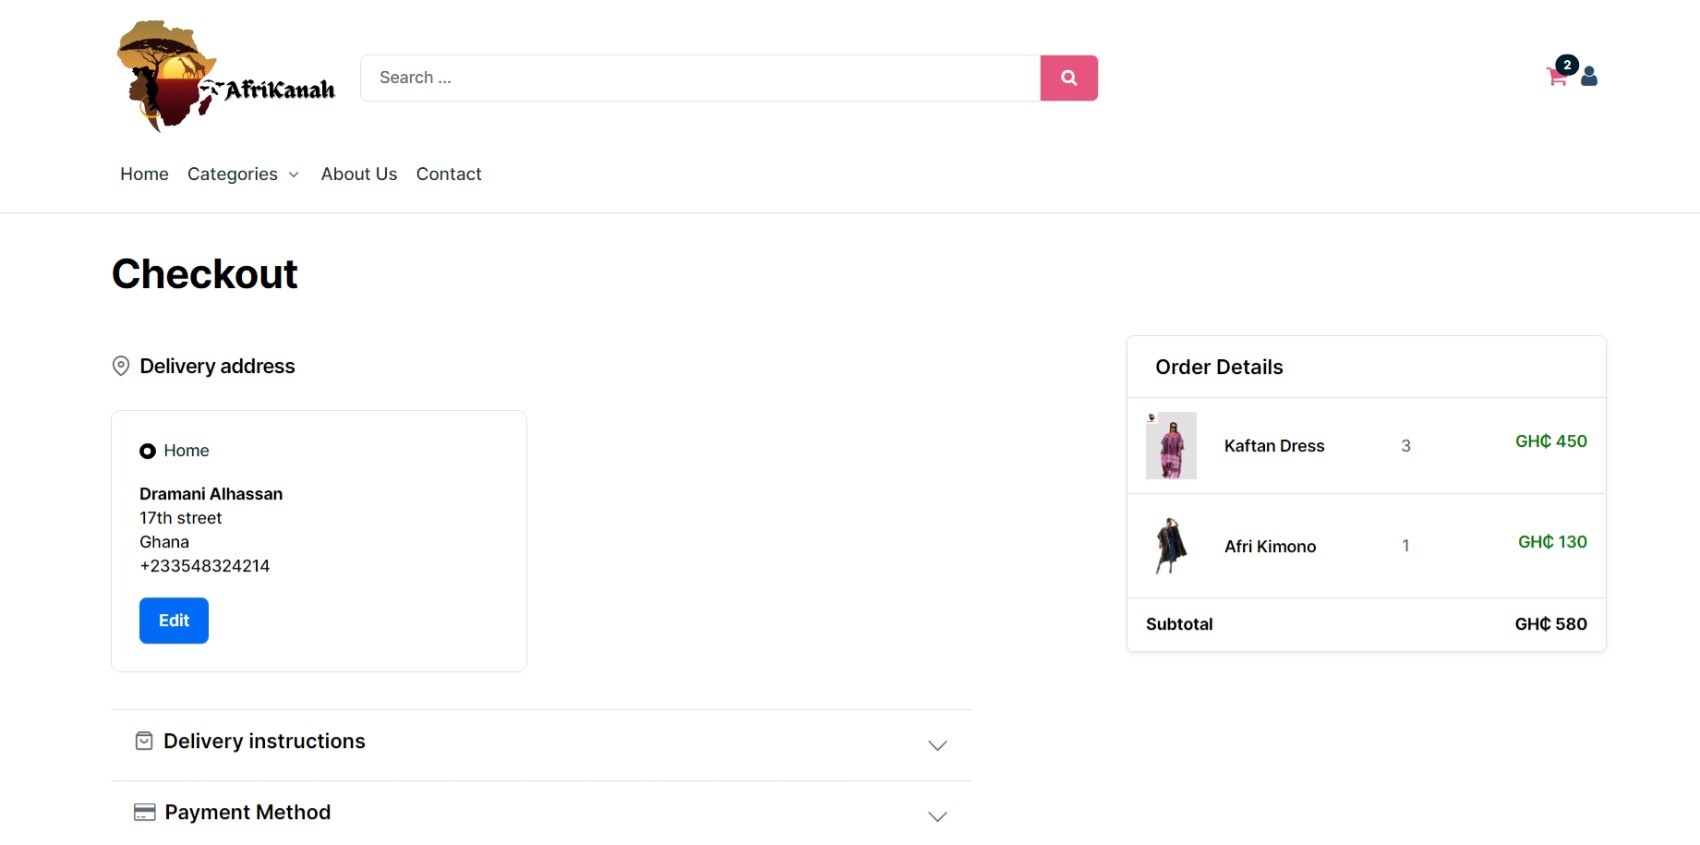 AfriKanah
Search ...
2
Home Categories About Us Contact
Checkout
Delivery address
Home
Dramani Alhassan
17th street
Ghana
+233548324214
Edit
Delivery instructions
Payment Method
Order Details
Kaftan Dress 3 GH₵ 450
Afri Kimono 1 GH₵ 130
Subtotal GH₵ 580